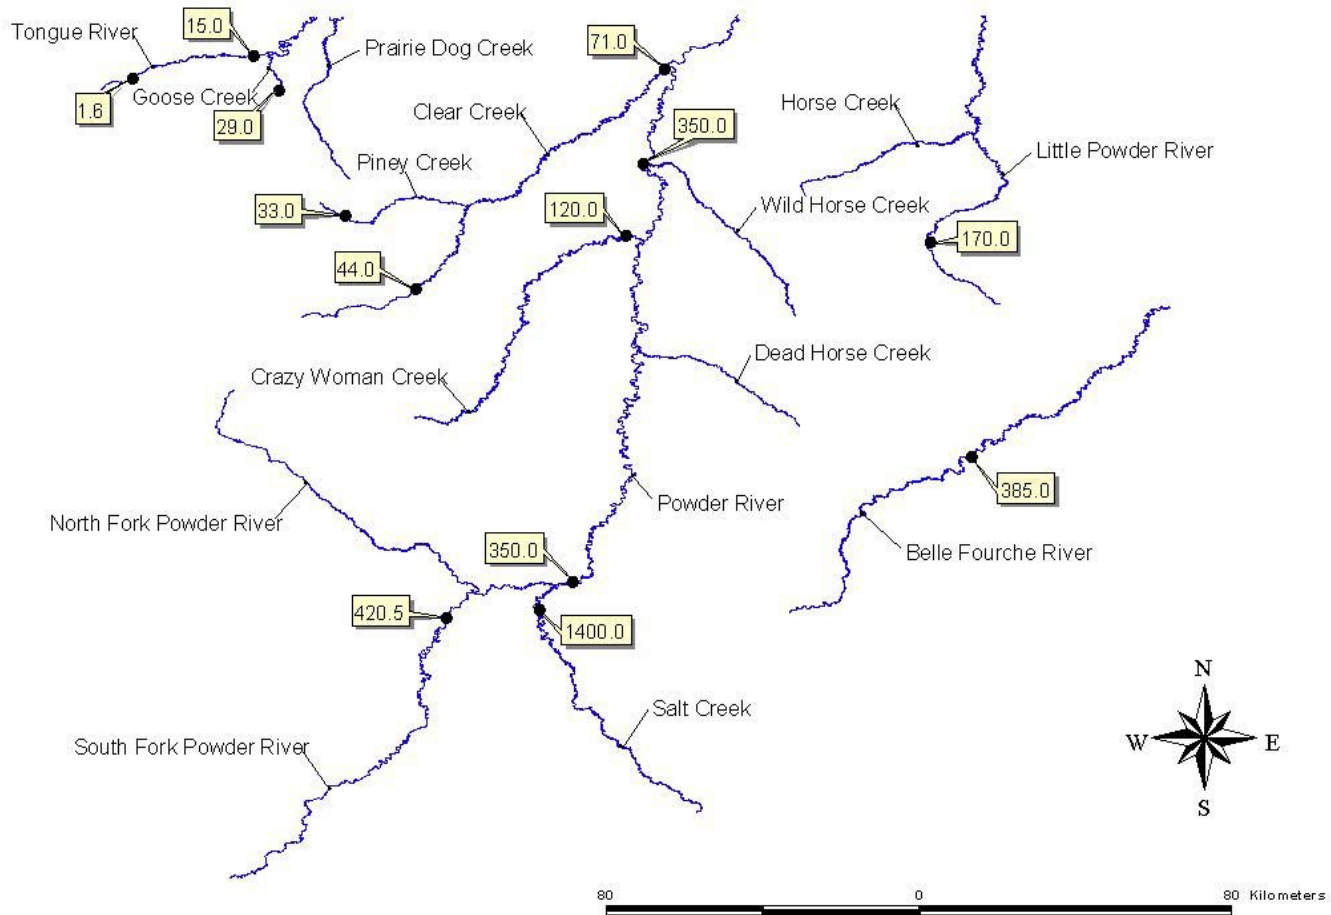 15.0
Tongue River
71.0
Prairie Dog Creek
1.6
Goose Creek
Clear Creek
Horse Creek
29.0
350.0
Piney Creek
Little Powder River
33.0
120.0
Wild Horse Creek
170.0
44.0
Dead Horse Creek
Crazy Woman Creek
385.0
Powder River
North Fork Powder River
350.0
Belle Fourche River
420.5
1400.0
N
Salt Creek
W
E
South Fork Powder River
S
80 0 80 Kilometers